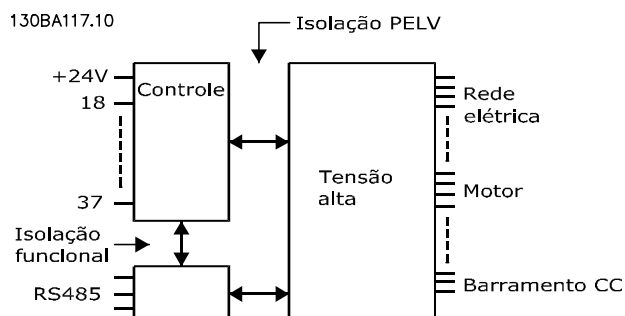 130BA117.10
Isolação PELV
+24V
Controle
18
Rede
elétrica
Tensão
alta
37
Motor
Isolação
funcional
RS485
Barramento CC